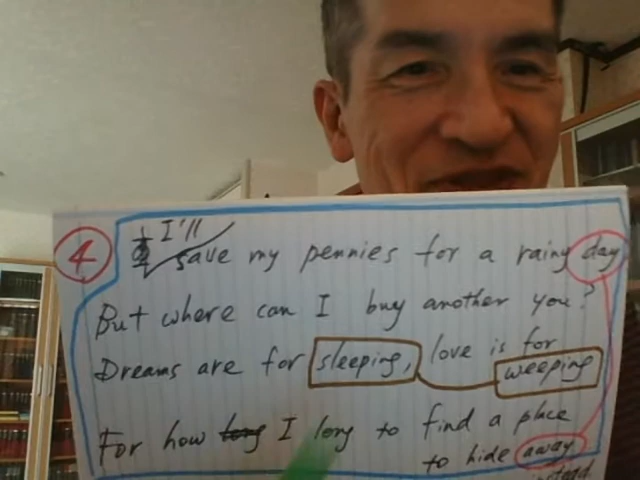 4
I'll
save my pennies for a rainy day
But where can I buy another you?
Dreams are for sleeping, love is for
weeping
For how long I long to find a place
to hide away